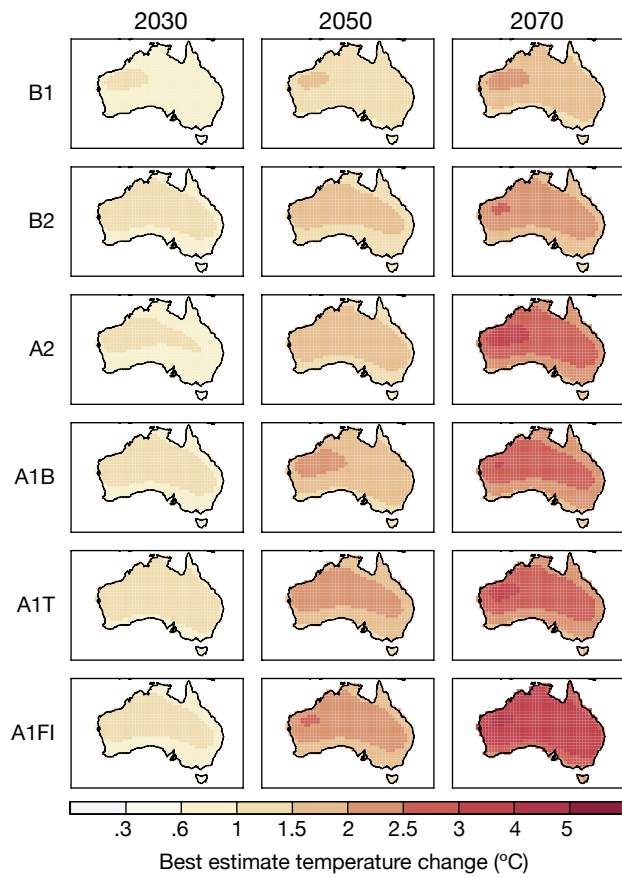 2030 2050 2070
B1
B2
A2
A1B
A1T
A1FI
.3 .6 1 1.5 2 2.5 3 4 5
Best estimate temperature change (ºC)